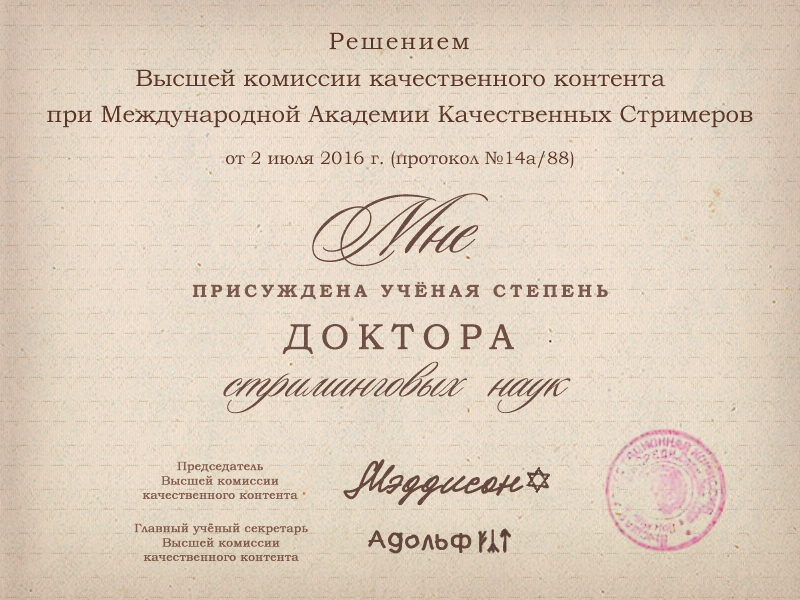 Решением
Высшей комиссии качественного контента
при Международной Академии Качественных Стримеров
от 2 июля 2016 г. (протокол №14а/88)
Мне
ПРИСУЖДЕНА УЧЁНАЯ СТЕПЕНЬ
ДОКТОРА
стриминговых наук
Председатель
Высшей комиссии
качественного контента
Мэддисон✡
Главный учёный секретарь
Высшей комиссии
качественного контента
Адольф ᚠᛣᛏ